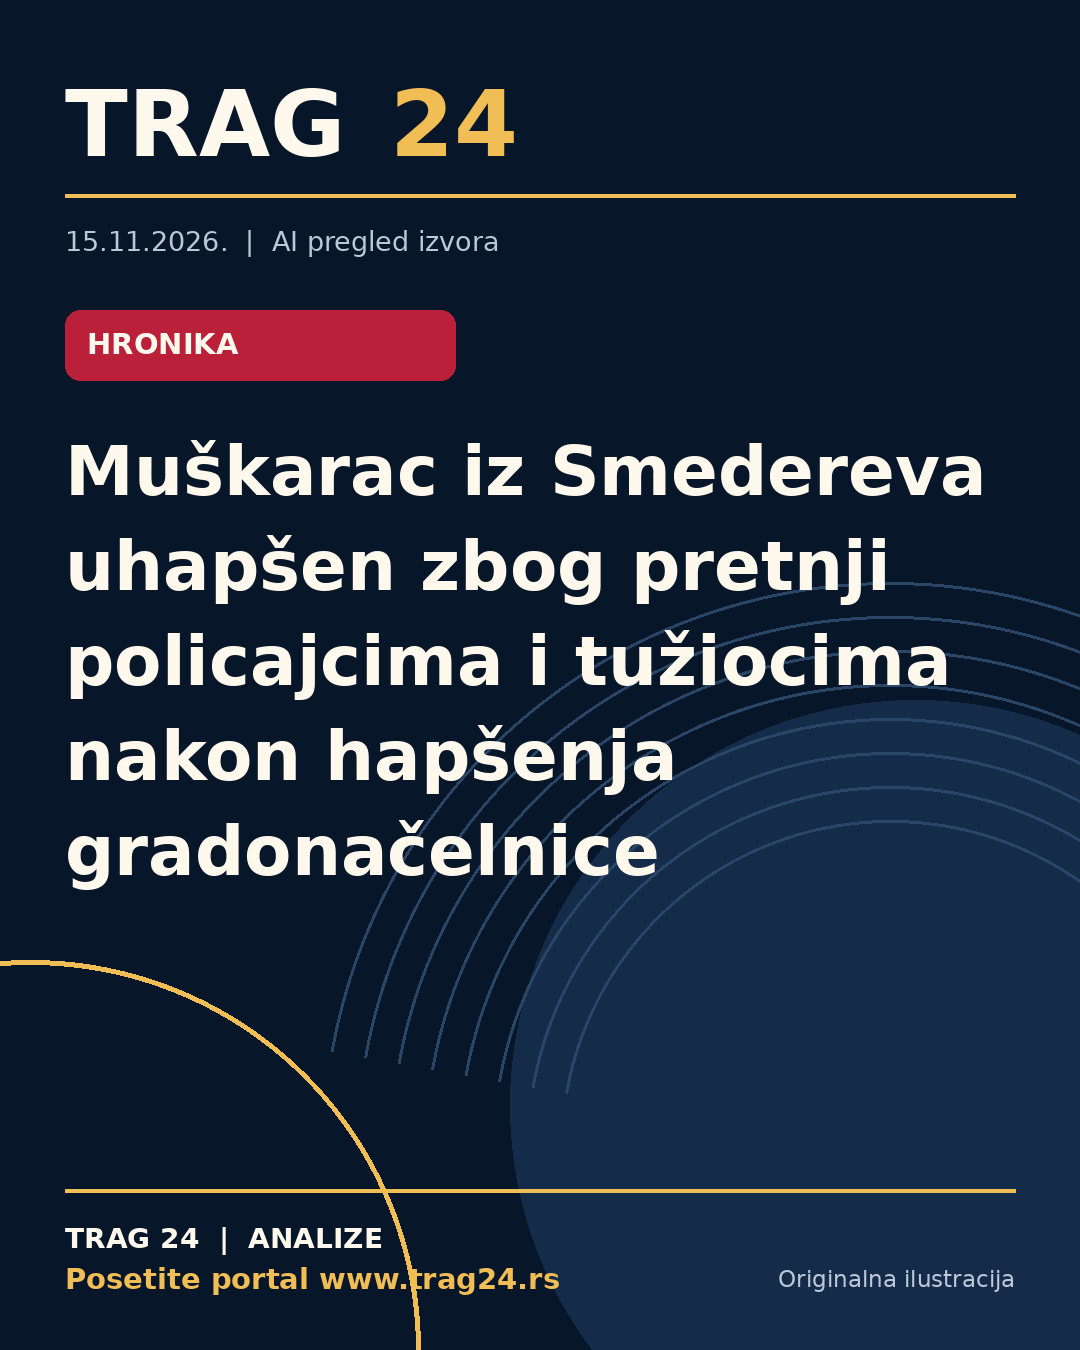 TRAG 24
15.11.2026. | AI pregled izvora
HRONIKA
Muškarac iz Smedereva
uhapšen zbog pretnji
policajcima i tužiocima
nakon hapšenja
gradonačelnice
TRAG 24 | ANALIZE
Posetite portal www.trag24.rs
Originalna ilustracija